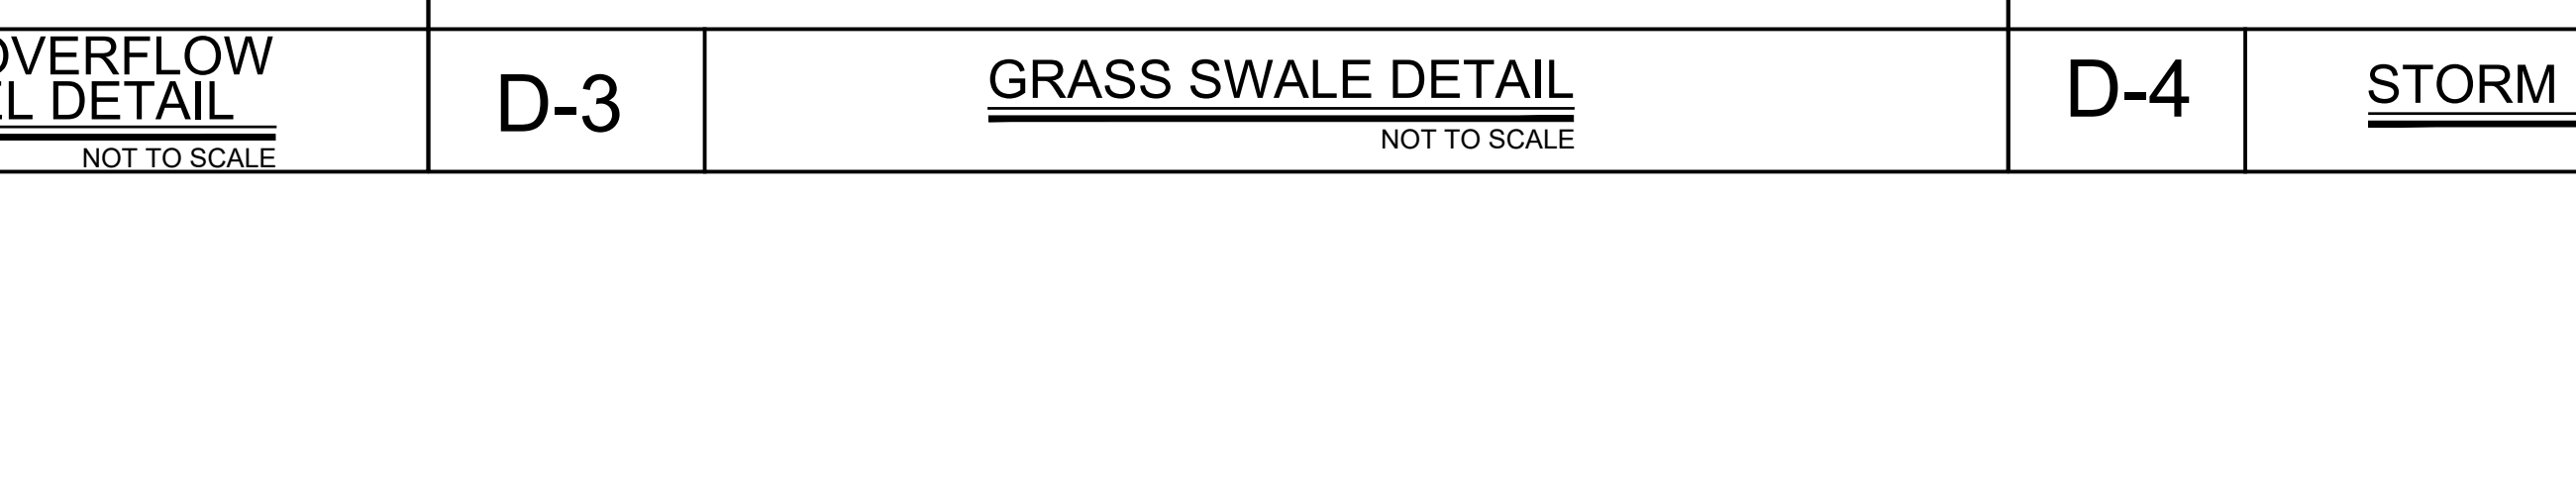 OVERFLOW
DETAIL
NOT TO SCALE
D-3
GRASS SWALE DETAIL
NOT TO SCALE
D-4
STORM